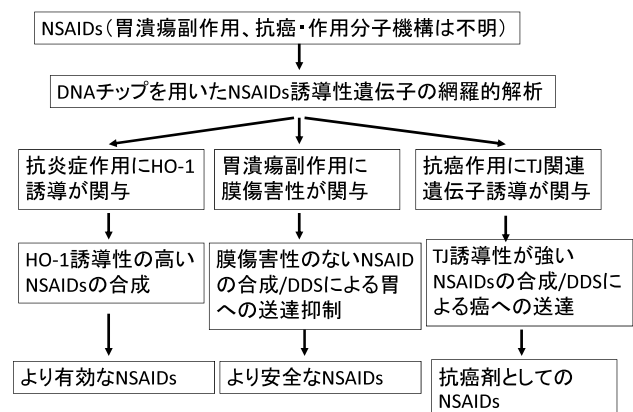 NSAIDs(胃潰瘍副作用、抗癌・作用分子機構は不明)
DNAチップを用いたNSAIDs誘導性遺伝子の網羅的解析
抗炎症作用にHO-1
誘導が関与
胃潰瘍副作用に
膜傷害性が関与
抗癌作用にTJ関連
遺伝子誘導が関与
HO-1誘導性の高い
NSAIDsの合成
膜傷害性のないNSAID
の合成/DDSによる胃
への送達抑制
TJ誘導性が強い
NSAIDsの合成/DDSに
よる癌への送達
より有効なNSAIDs
より安全なNSAIDs
抗癌剤としての
NSAIDs